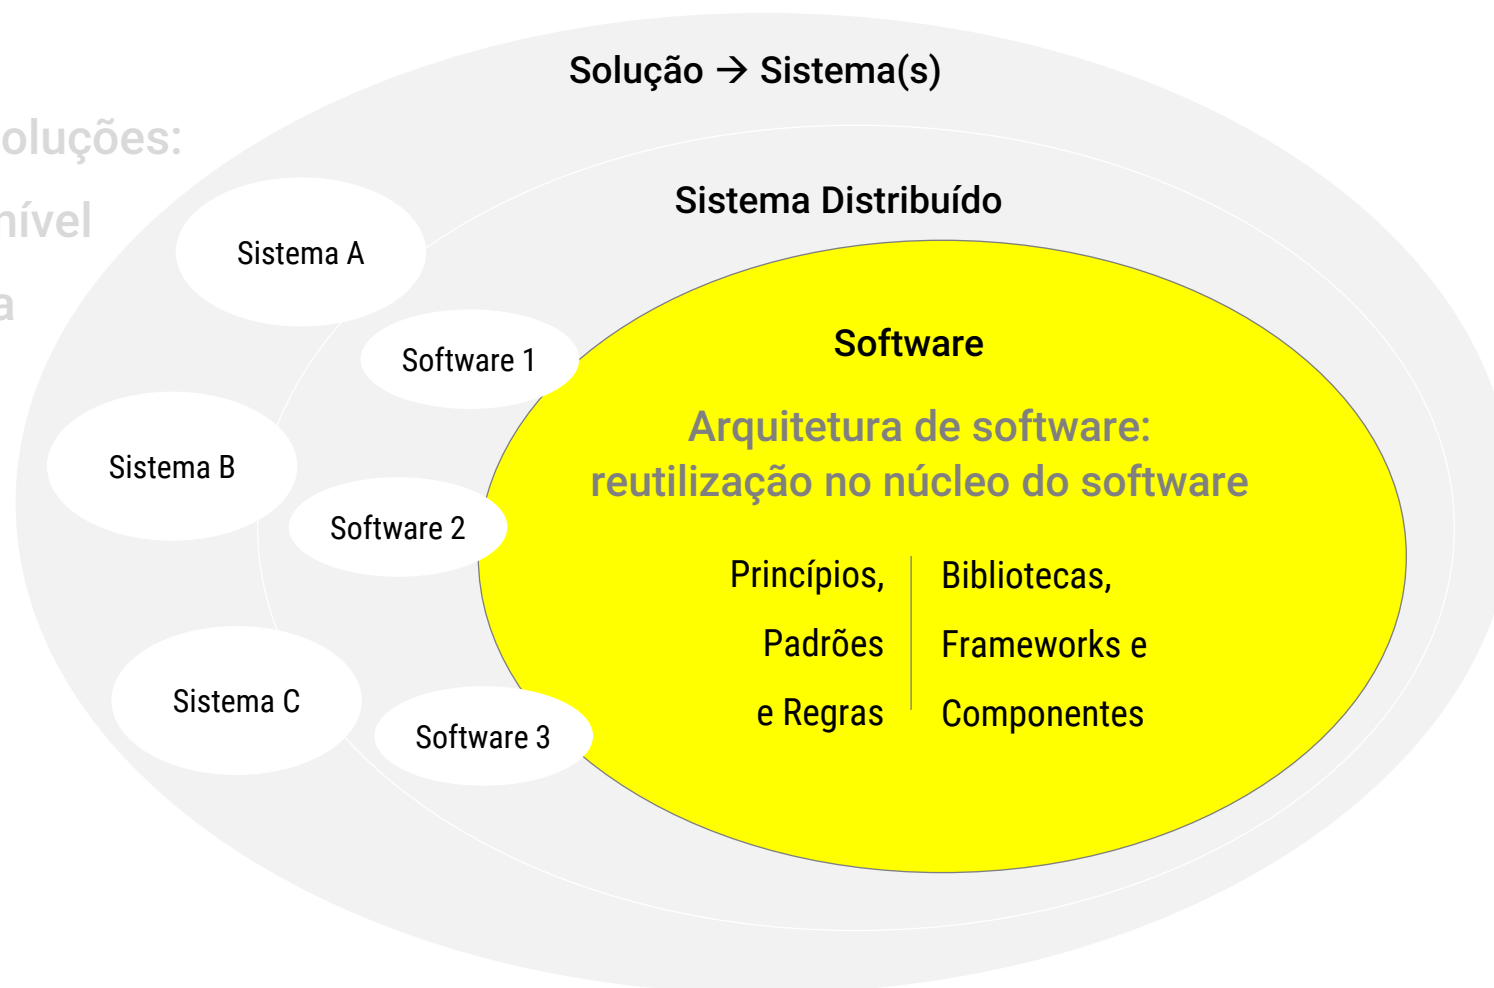 Solução → Sistema(s)
oluções:
nível
a
Sistema Distribuído
Sistema A
Software 1
Software
Arquitetura de software:
reutilização no núcleo do software
Sistema B
Software 2
Princípios,
Padrões
e Regras
Bibliotecas,
Frameworks e
Componentes
Sistema C
Software 3